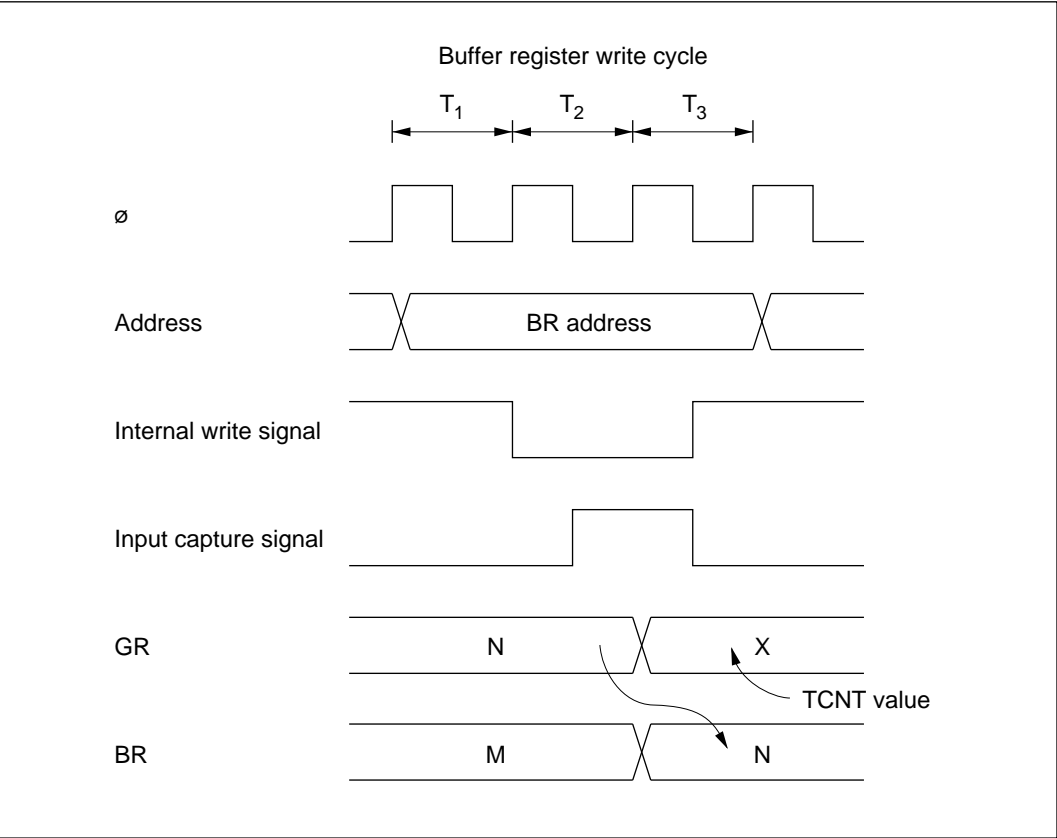 Buffer register write cycle
T1 T2 T3
ø
Address BR address
Internal write signal
Input capture signal
GR N X
TCNT value
BR M N